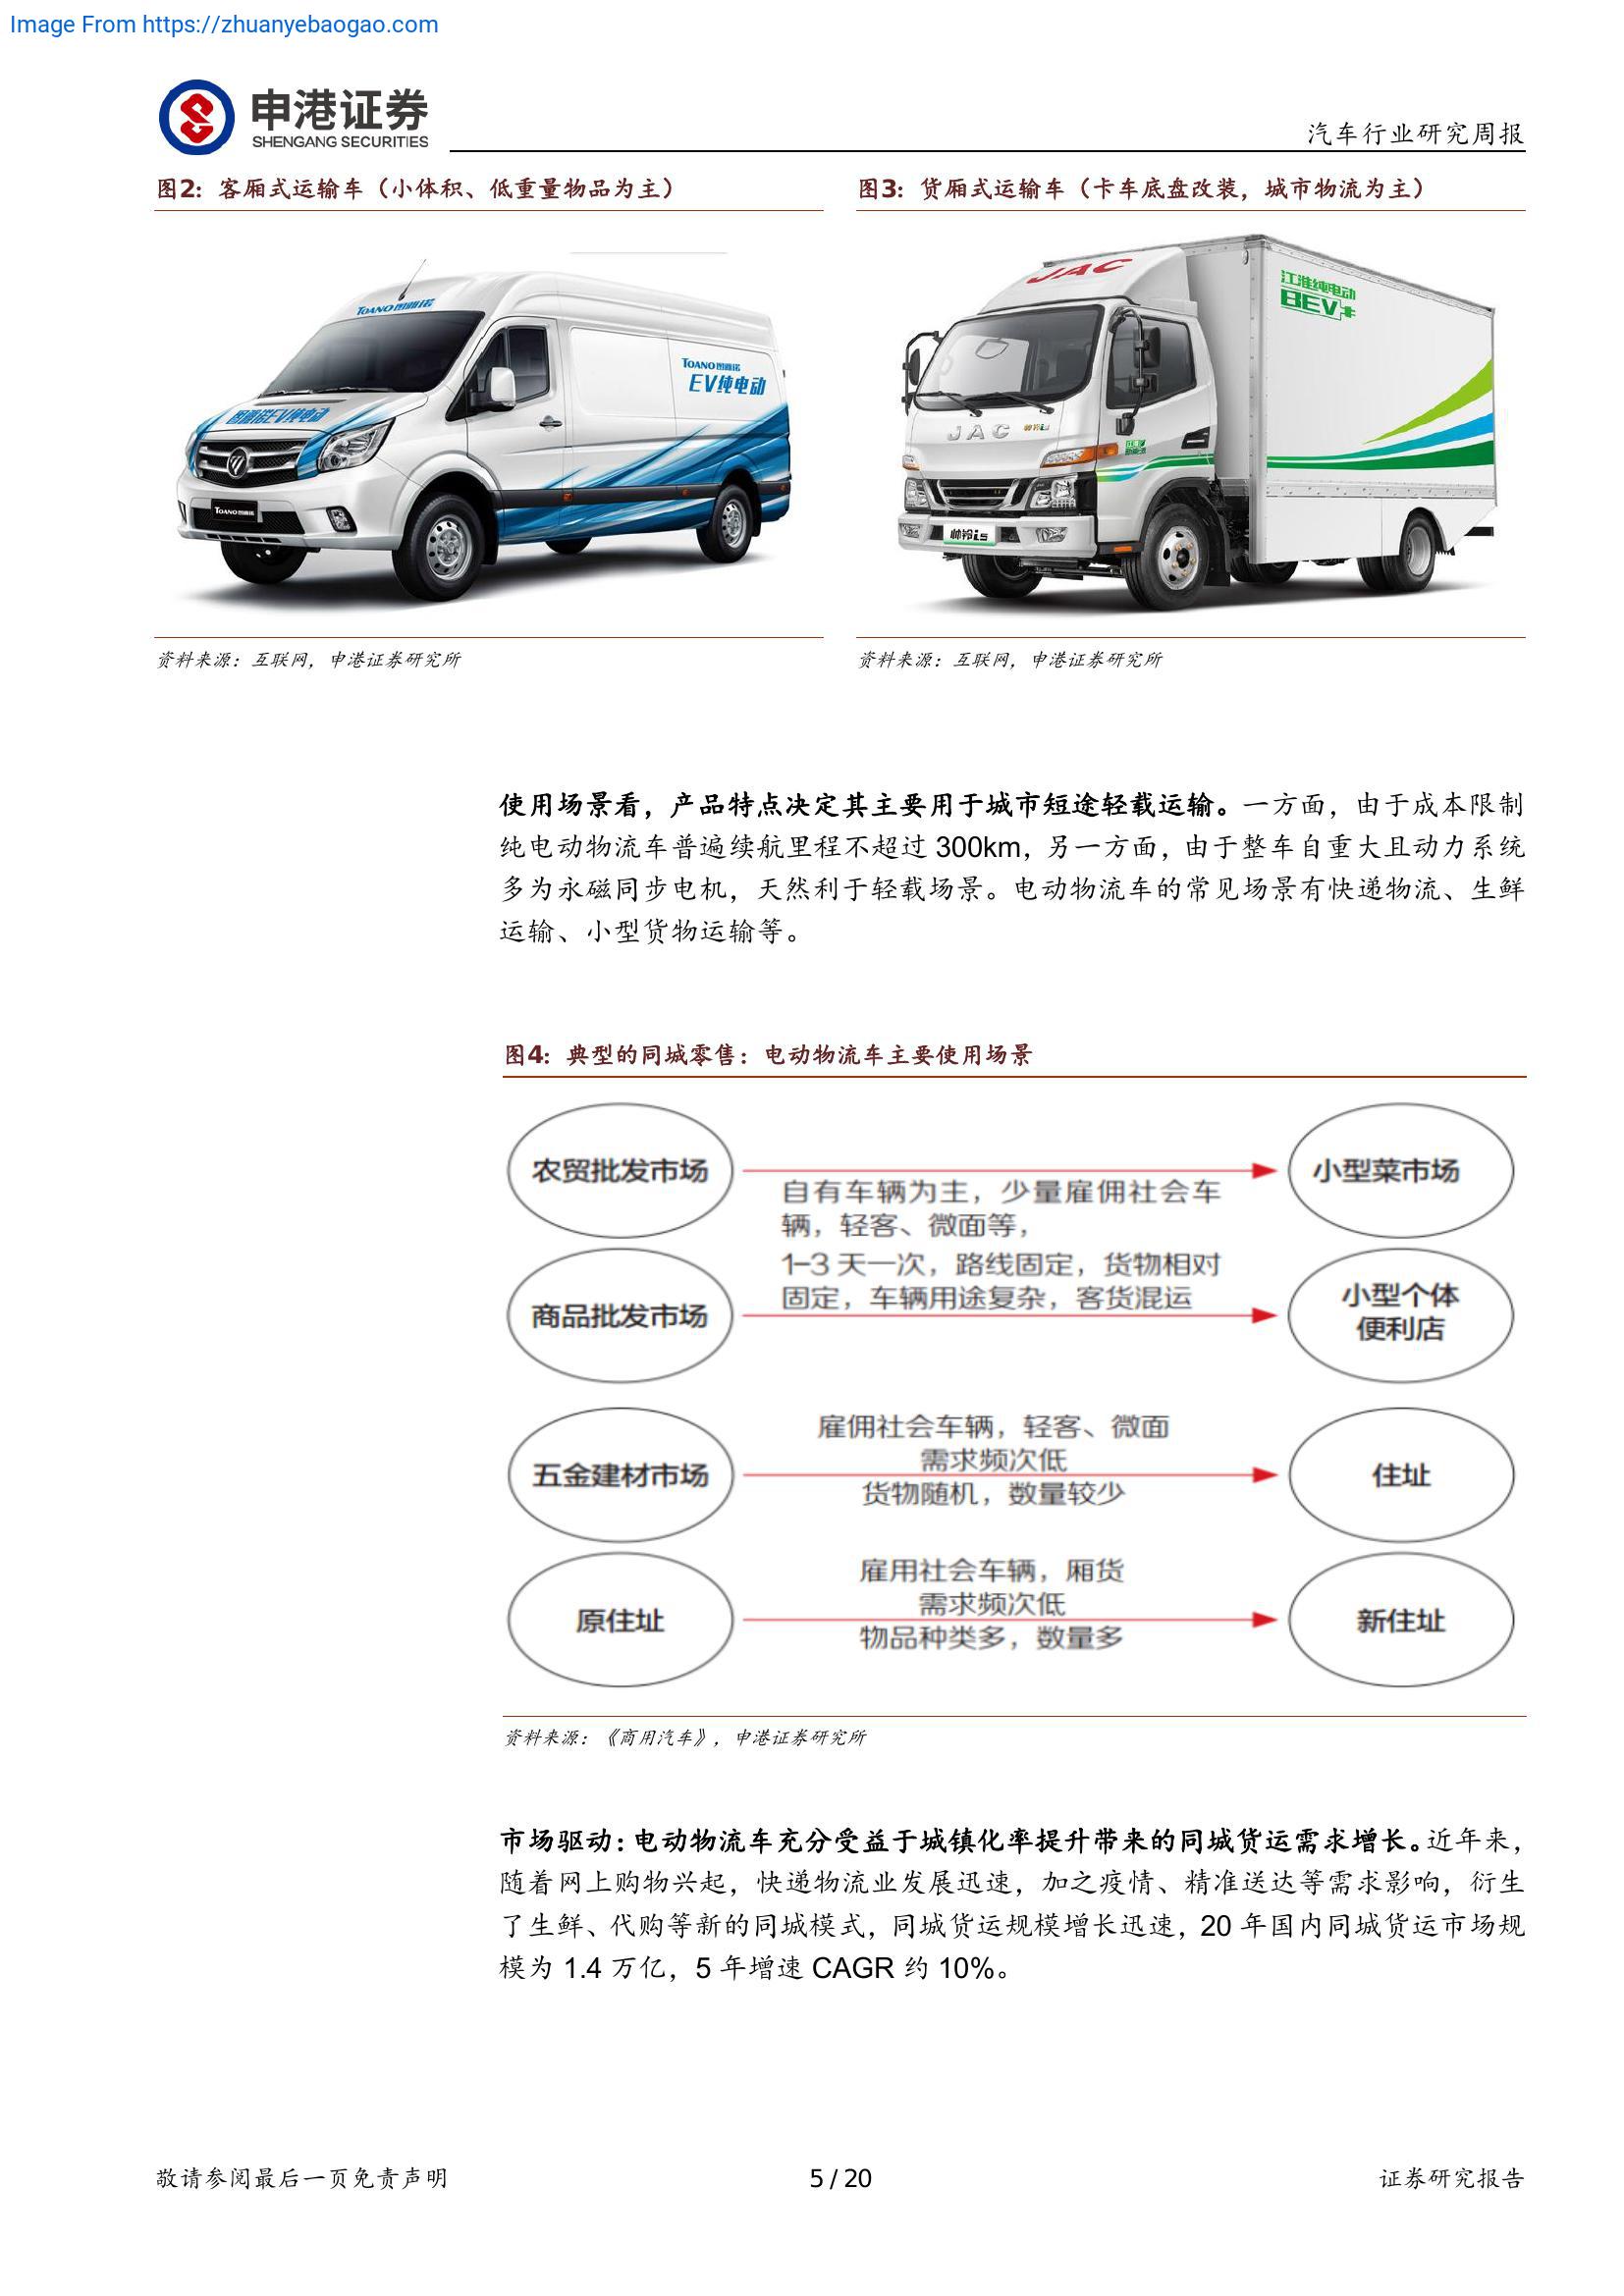 Image From https://zhuanyebaogao.com
申港证券
SHENGANG SECURITIES
汽车行业研究周报
图2：客厢式运输车（小体积、低重量物品为主）
图3：货厢式运输车（卡车底盘改装，城市物流为主）
TOANO图雅诺
TOANO图雅诺
EV纯电动
图雅诺EV纯电动
TOANO图雅诺
JAC
江淮纯电动
BEV
JAC
帅铃i5
资料来源：互联网，申港证券研究所
资料来源：互联网，申港证券研究所
使用场景看，产品特点决定其主要用于城市短途轻载运输。一方面，由于成本限制
纯电动物流车普遍续航里程不超过 300km，另一方面，由于整车自重大且动力系统
多为永磁同步电机，天然利于轻载场景。电动物流车的常见场景有快递物流、生鲜
运输、小型货物运输等。
图4：典型的同城零售：电动物流车主要使用场景
农贸批发市场
小型菜市场
自有车辆为主，少量雇佣社会车
辆，轻客、微面等，
1-3 天一次，路线固定，货物相对
固定，车辆用途复杂，客货混运
商品批发市场
小型个体
便利店
雇佣社会车辆，轻客、微面
需求频次低
五金建材市场
住址
货物随机，数量较少
雇用社会车辆，厢货
需求频次低
原住址
新住址
物品种类多，数量多
资料来源：《商用汽车》，申港证券研究所
市场驱动：电动物流车充分受益于城镇化率提升带来的同城货运需求增长。近年来，
随着网上购物兴起，快递物流业发展迅速，加之疫情、精准送达等需求影响，衍生
了生鲜、代购等新的同城模式，同城货运规模增长迅速，20 年国内同城货运市场规
模为 1.4 万亿，5 年增速 CAGR 约 10%。
敬请参阅最后一页免责声明
5 / 20
证券研究报告